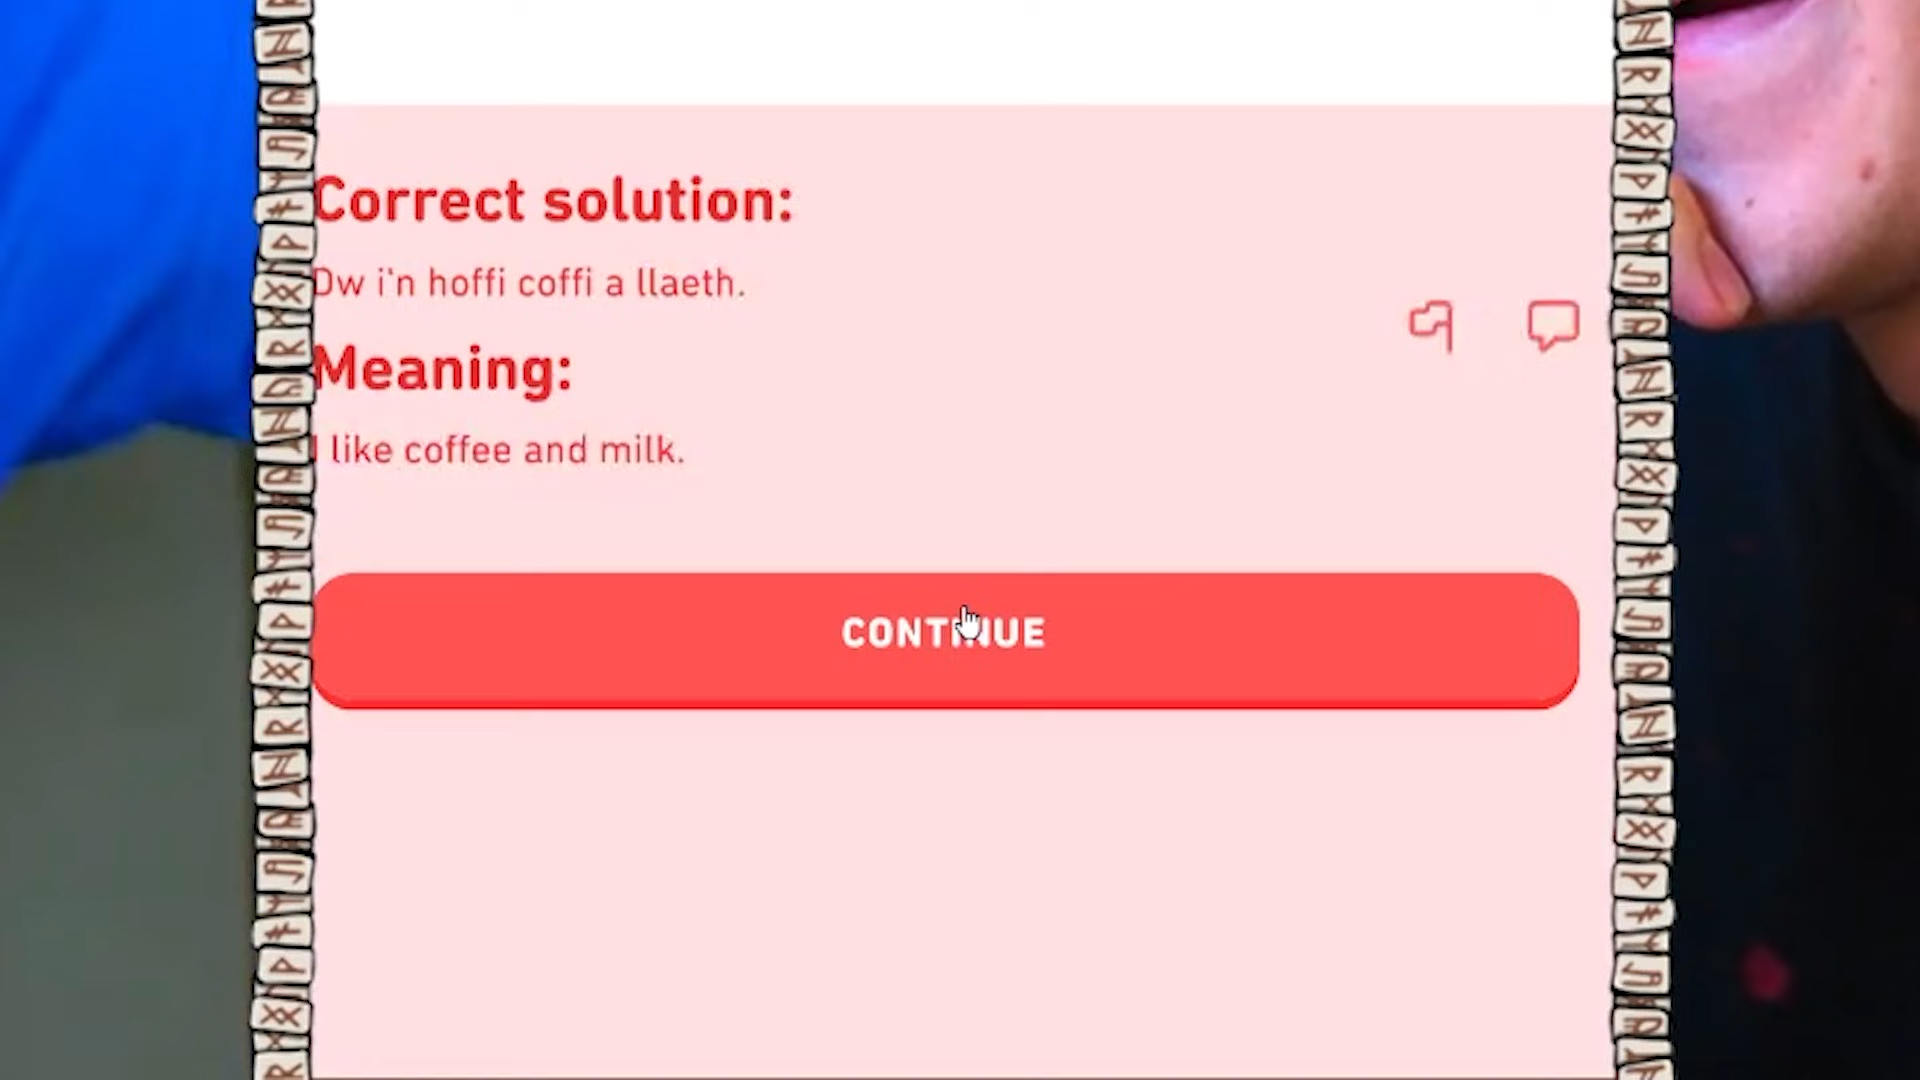 Correct solution:
Dw i'n hoffi coffi a llaeth.
Meaning:
I like coffee and milk.
CONTINUE